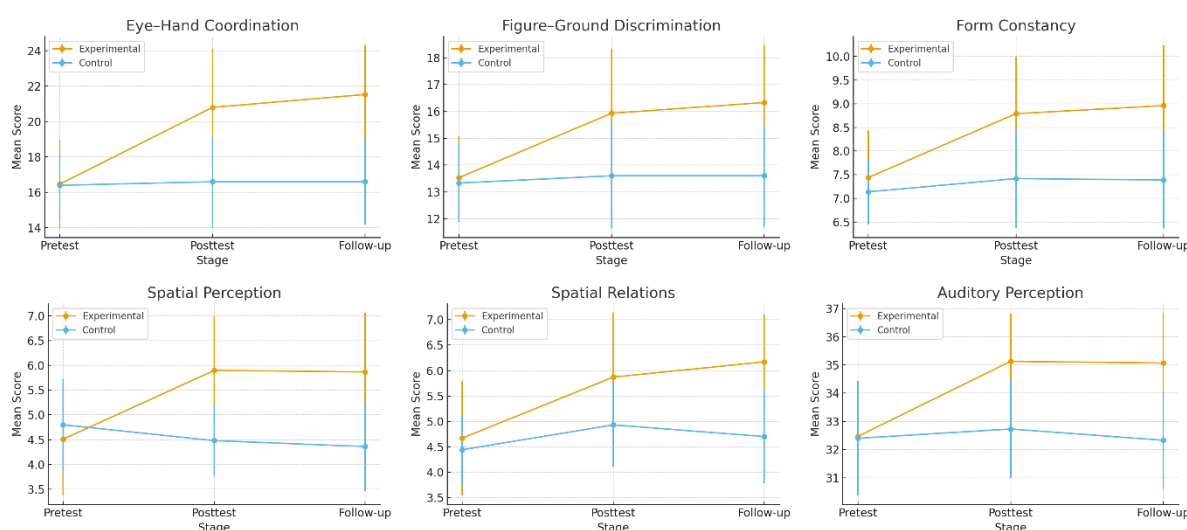 Eye–Hand Coordination
Experimental
Control
24
22
20
18
16
14
Mean Score
Pretest
Posttest
Follow-up
Stage
Figure–Ground Discrimination
Experimental
Control
18
17
16
15
14
13
12
Mean Score
Pretest
Posttest
Follow-up
Stage
Form Constancy
Experimental
Control
10.0
9.5
9.0
8.5
8.0
7.5
7.0
6.5
Mean Score
Pretest
Posttest
Follow-up
Stage
Spatial Perception
Experimental
Control
7.0
6.5
6.0
5.5
5.0
4.5
4.0
3.5
Mean Score
Pretest
Posttest
Follow-up
Stage
Spatial Relations
Experimental
Control
7.0
6.5
6.0
5.5
5.0
4.5
4.0
3.5
Mean Score
Pretest
Posttest
Follow-up
Stage
Auditory Perception
Experimental
Control
37
36
35
34
33
32
31
Mean Score
Pretest
Posttest
Follow-up
Stage